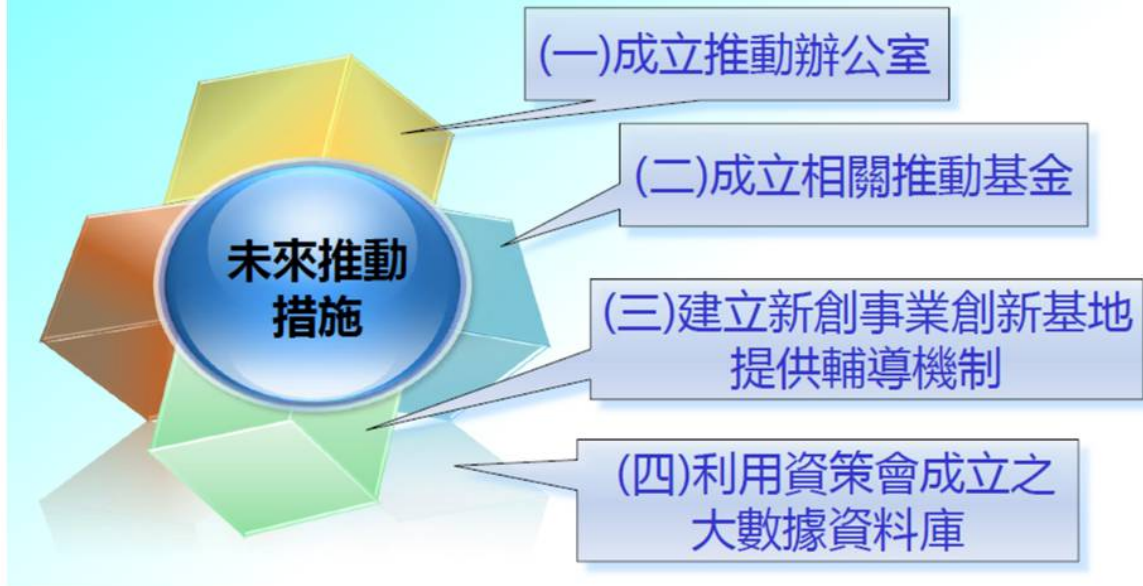 (一)成立推動辦公室
(二)成立相關推動基金
未來推動
措施
(三)建立新創事業創新基地
提供輔導機制
(四)利用資策會成立之
大數據資料庫